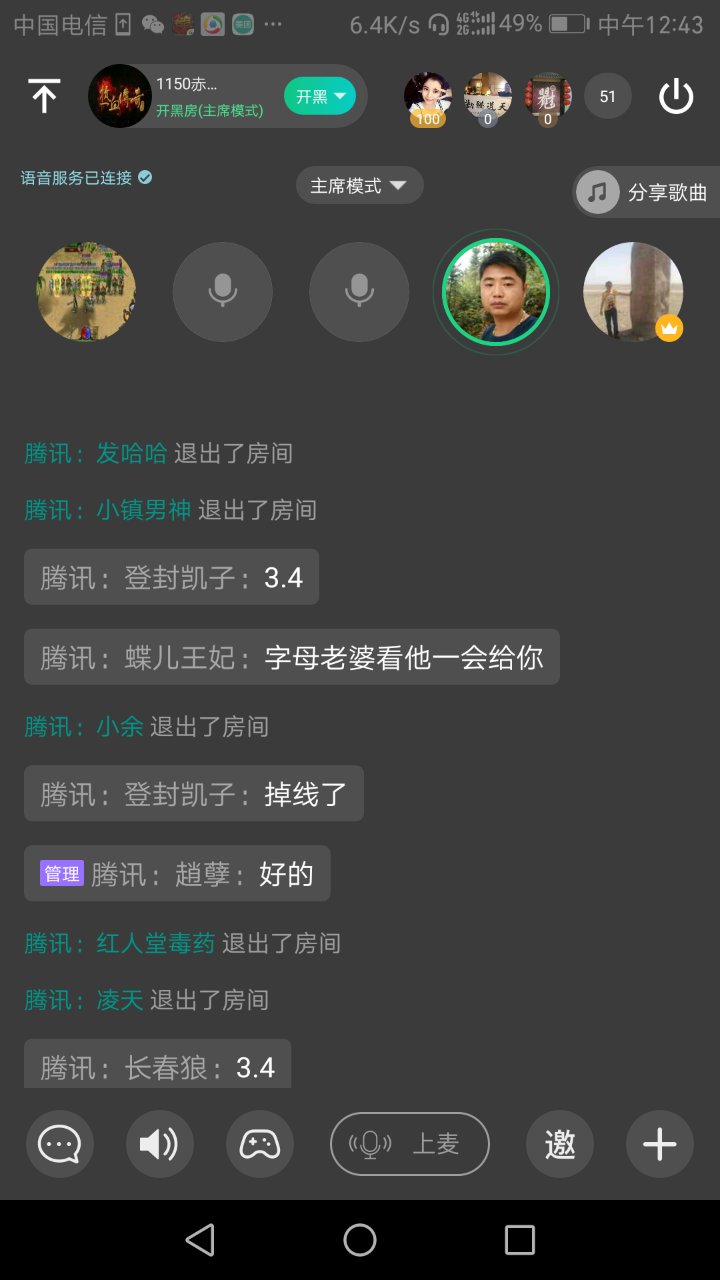 中国电信
6.4K/s 4G 2G 49% 中午12:43
热血传奇
1150赤...
开黑房(主席模式)
开黑
100
0
0
51
语音服务已连接
主席模式
分享歌曲
腾讯：发哈哈 退出了房间
腾讯：小镇男神 退出了房间
腾讯：登封凯子：3.4
腾讯：蝶儿王妃：字母老婆看他一会给你
腾讯：小余 退出了房间
腾讯：登封凯子：掉线了
管理 腾讯：趙孽：好的
腾讯：红人堂毒药 退出了房间
腾讯：凌天 退出了房间
腾讯：长春狼：3.4
上麦
邀